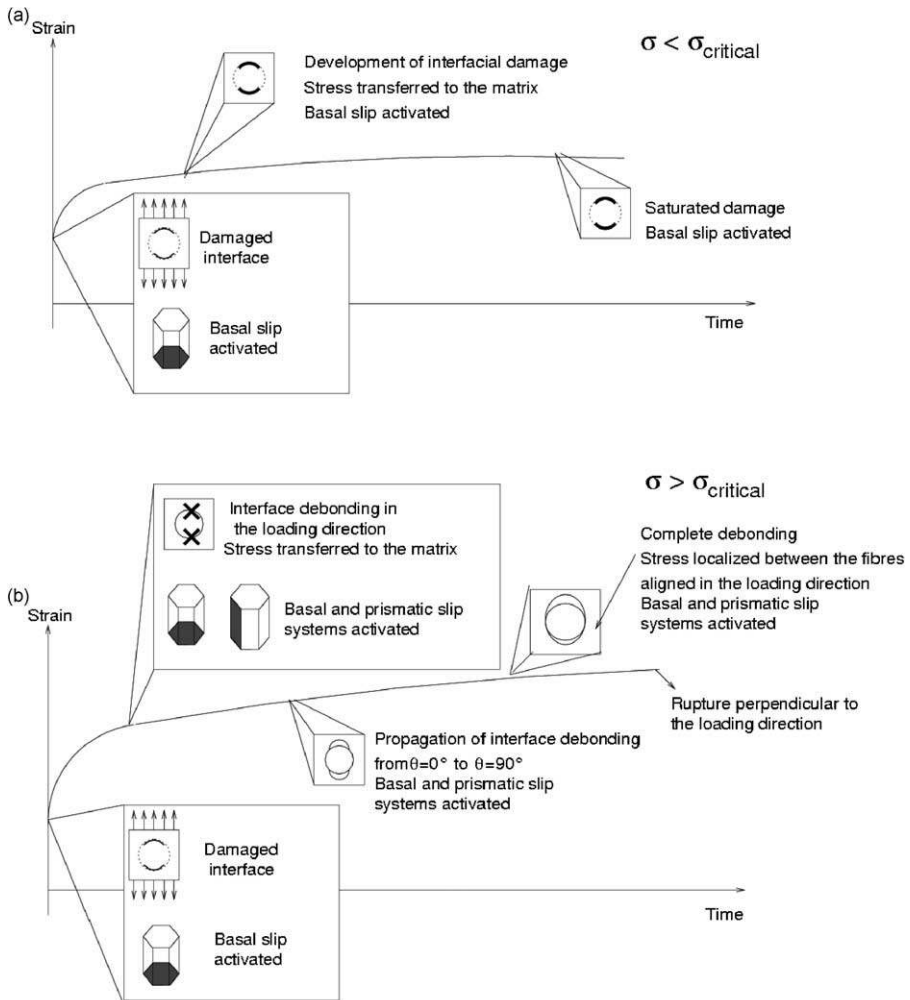 (a)
Strain
σ < σcritical
Development of interfacial damage
Stress transferred to the matrix
Basal slip activated
Saturated damage
Basal slip activated
Damaged
interface
Basal slip
activated
Time
σ > σcritical
Interface debonding in
the loading direction
Stress transferred to the matrix
Basal and prismatic slip
systems activated
Complete debonding
Stress localized between the fibres
aligned in the loading direction
Basal and prismatic slip
systems activated
(b)
Strain
Rupture perpendicular to
the loading direction
Propagation of interface debonding
fromθ=0° to θ=90°
Basal and prismatic slip
systems activated
Damaged
interface
Basal slip
activated
Time